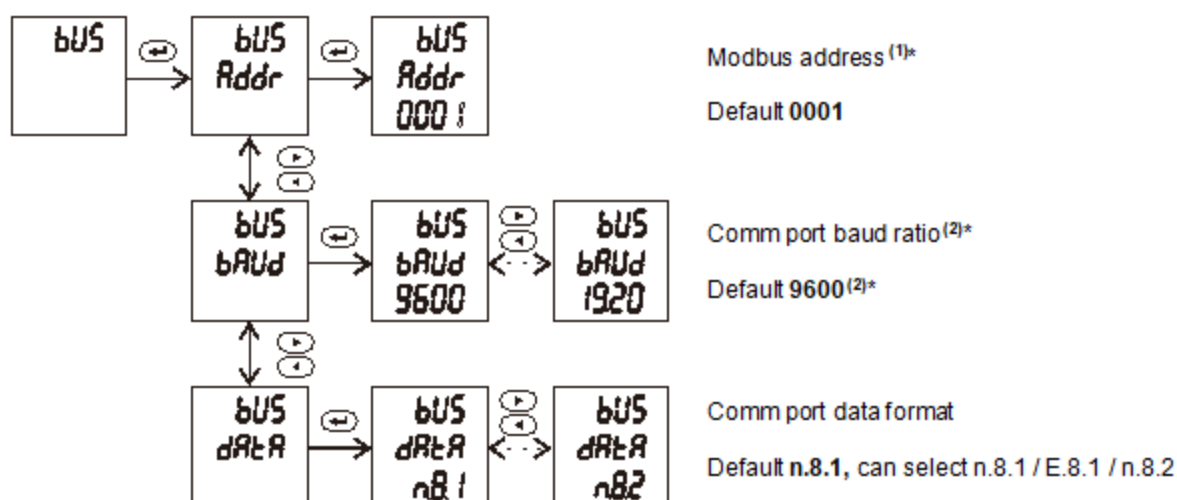 bUS
bUS
Addr
bUS
Addr
0001
Modbus address (1)*
Default 0001
bUS
bAUd
bUS
bAUd
9600
bUS
bAUd
19.20
Comm port baud ratio(2)*
Default 9600(2)*
bUS
dAtA
bUS
dAtA
n8.1
bUS
dAtA
n8.2
Comm port data format
Default n.8.1, can select n.8.1 / E.8.1 / n.8.2